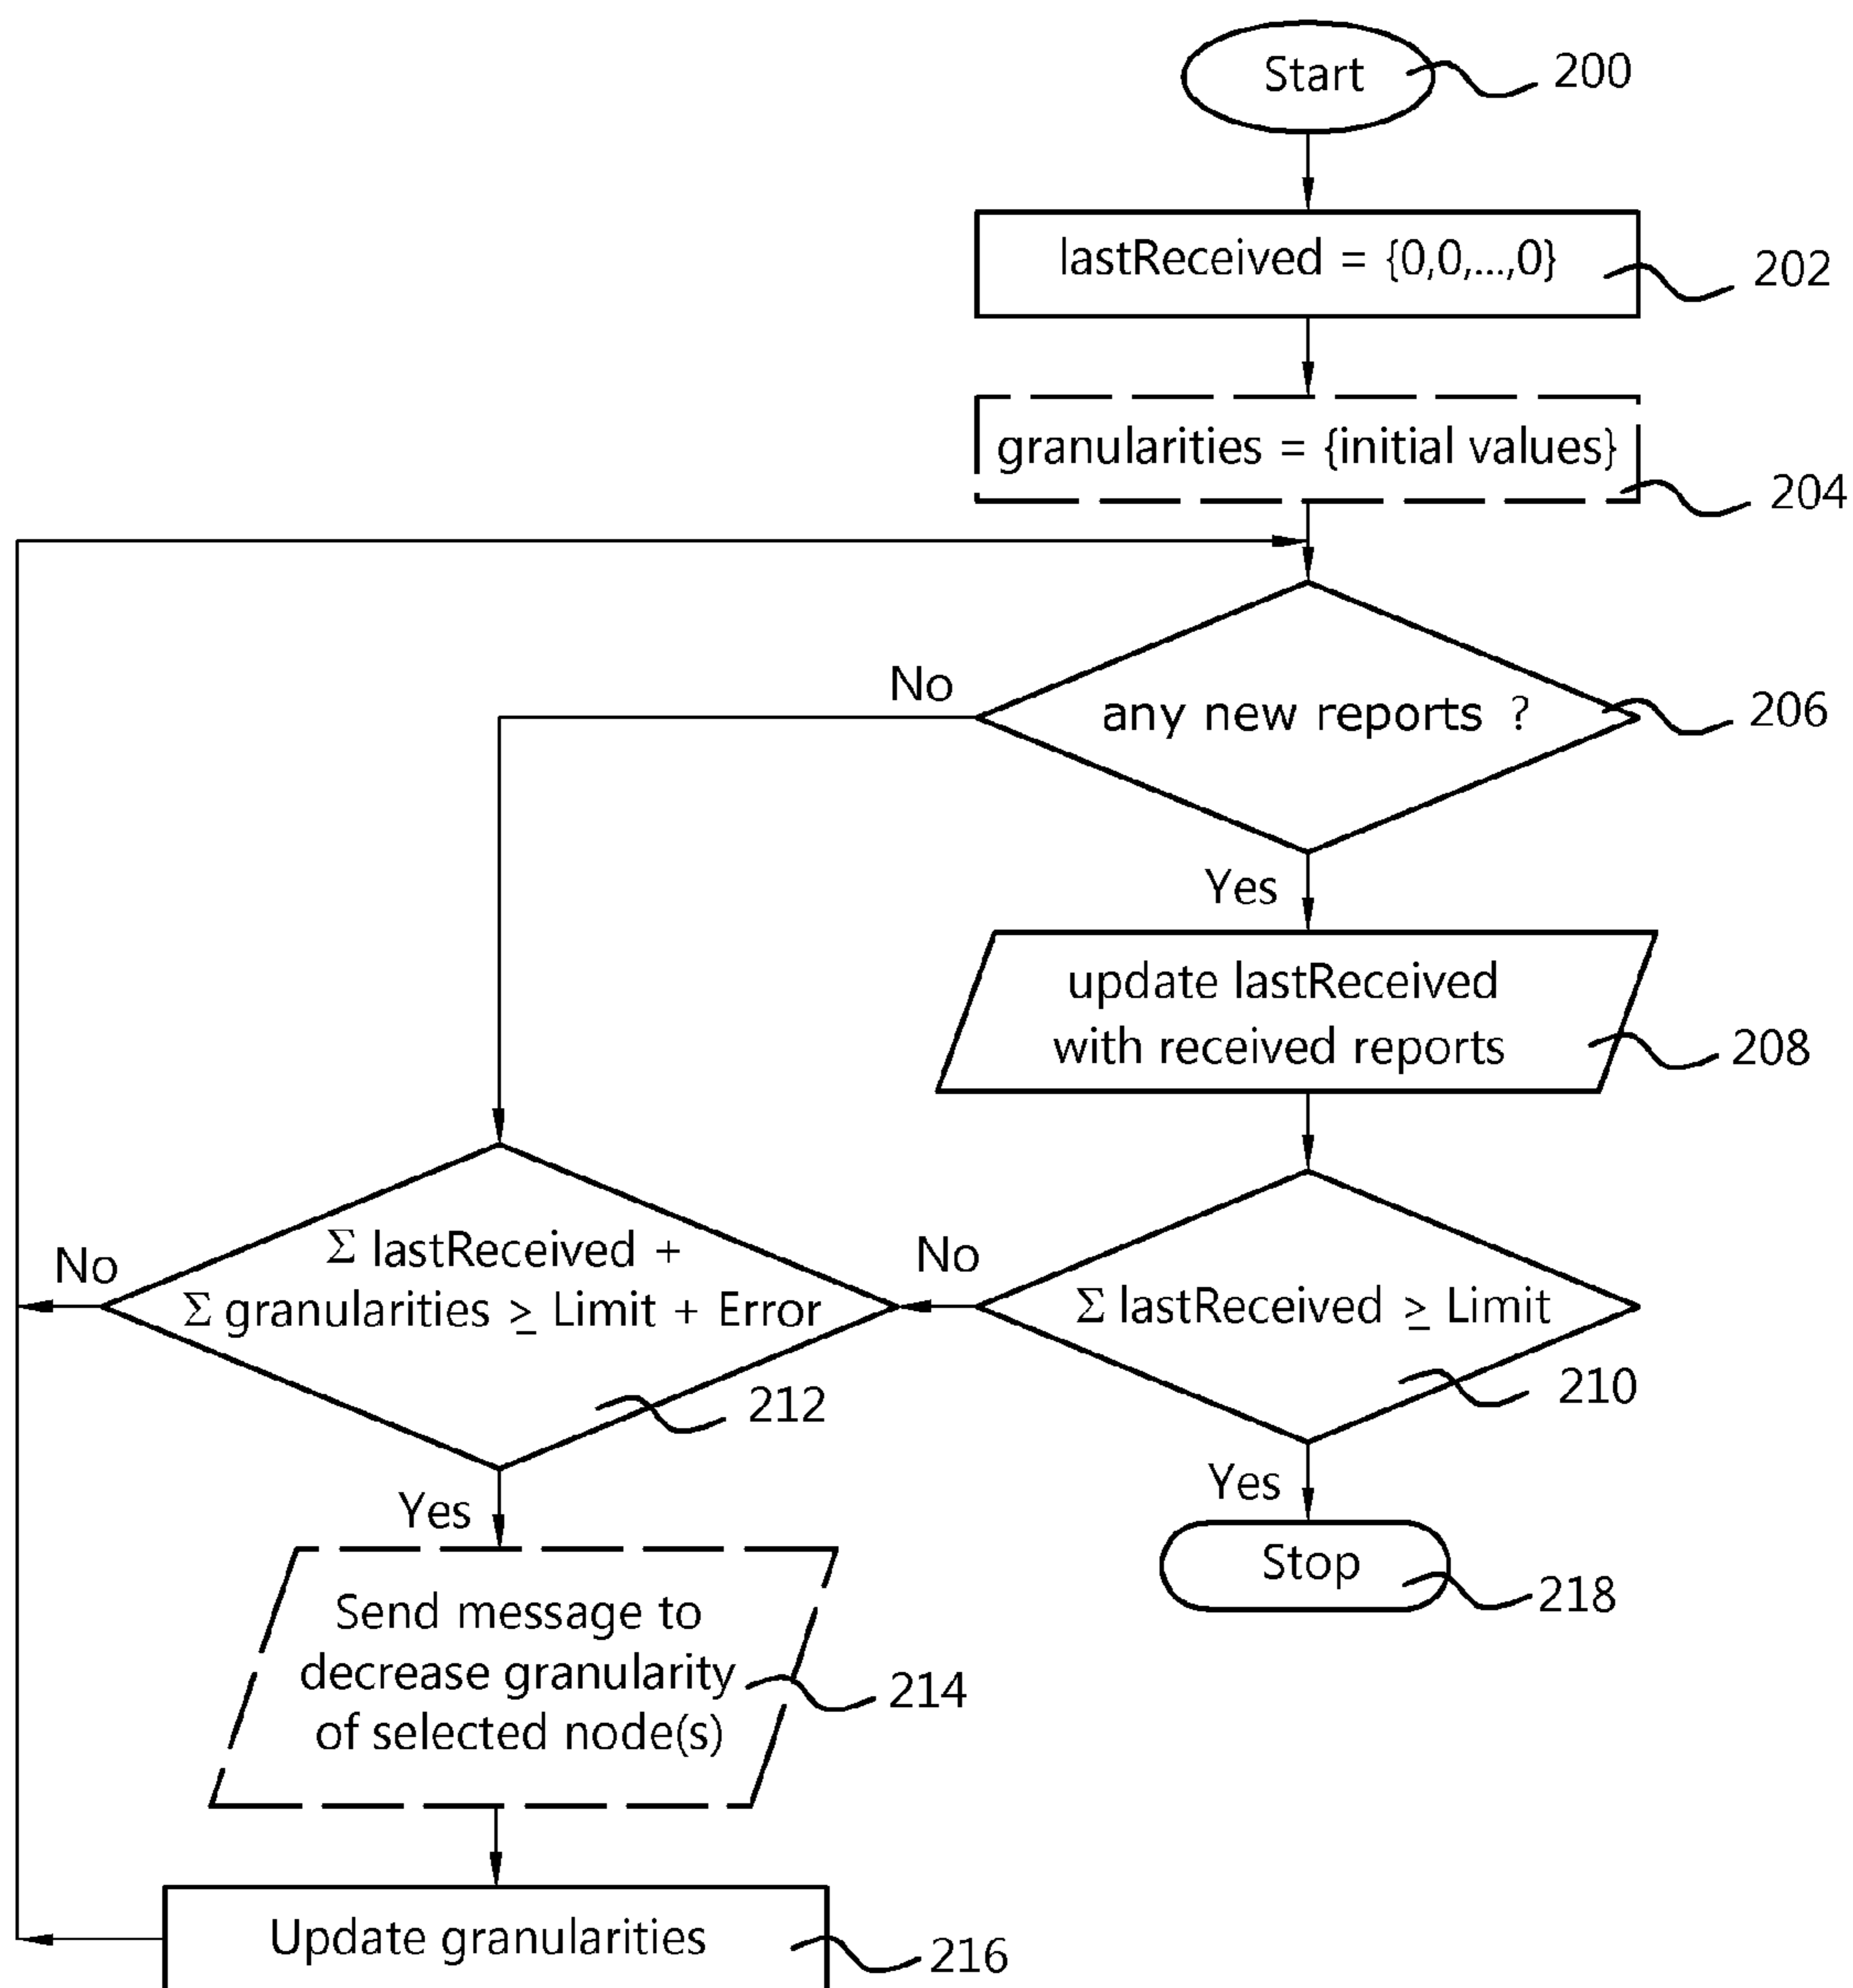 Start
200
lastReceived = {0,0,...,0}
202
granularities = {initial values}
204
No
any new reports ?
206
Yes
update lastReceived
with received reports
208
No
Σ lastReceived +
Σ granularities ≥ Limit + Error
212
No
Σ lastReceived ≥ Limit
210
Yes
Send message to
decrease granularity
of selected node(s)
214
Yes
Stop
218
Update granularities
216